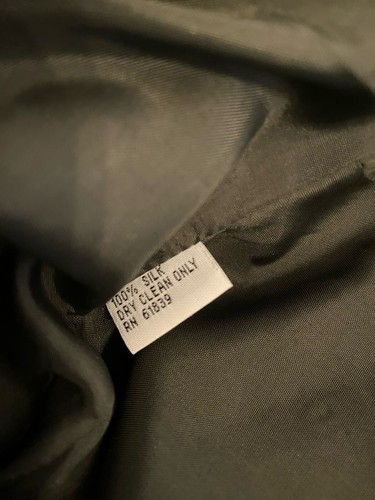 100% SILK
DRY CLEAN ONLY
RN 61839